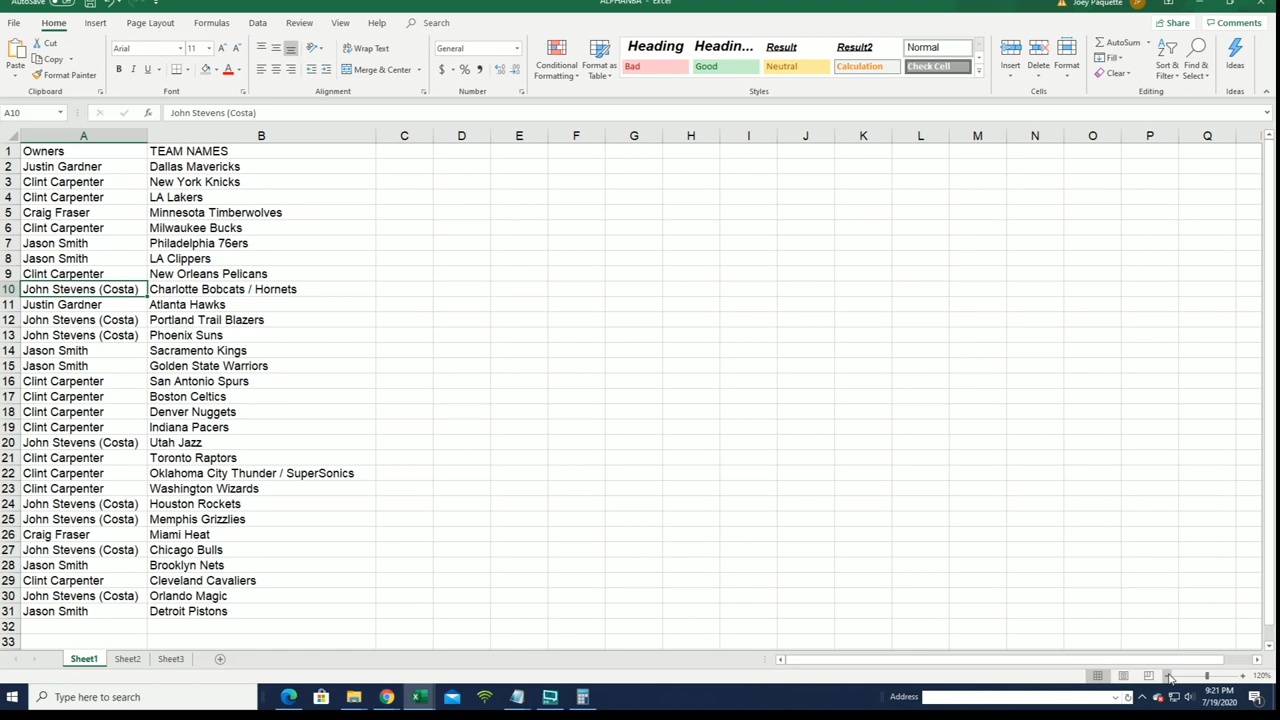 AutoSave ALPHANBA - Excel Joey Paquette JP
File Home Insert Page Layout Formulas Data Review View Help Search Share Comments
Paste Cut Copy Format Painter Clipboard
Arial 11 A A B I U A Font
Wrap Text Merge & Center Alignment
General $ % , Number
Conditional Formatting Format as Table
Heading Headin... Result Result2 Normal
Bad Good Neutral Calculation Check Cell
Styles
Insert Delete Format Cells
AutoSum Fill Clear Sort & Filter Find & Select Editing
Ideas Ideas
A10 fx John Stevens (Costa)
A B C D E F G H I J K L M N O P Q
1 Owners TEAM NAMES
2 Justin Gardner Dallas Mavericks
3 Clint Carpenter New York Knicks
4 Clint Carpenter LA Lakers
5 Craig Fraser Minnesota Timberwolves
6 Clint Carpenter Milwaukee Bucks
7 Jason Smith Philadelphia 76ers
8 Jason Smith LA Clippers
9 Clint Carpenter New Orleans Pelicans
10 John Stevens (Costa) Charlotte Bobcats / Hornets
11 Justin Gardner Atlanta Hawks
12 John Stevens (Costa) Portland Trail Blazers
13 John Stevens (Costa) Phoenix Suns
14 Jason Smith Sacramento Kings
15 Jason Smith Golden State Warriors
16 Clint Carpenter San Antonio Spurs
17 Clint Carpenter Boston Celtics
18 Clint Carpenter Denver Nuggets
19 Clint Carpenter Indiana Pacers
20 John Stevens (Costa) Utah Jazz
21 Clint Carpenter Toronto Raptors
22 Clint Carpenter Oklahoma City Thunder / SuperSonics
23 Clint Carpenter Washington Wizards
24 John Stevens (Costa) Houston Rockets
25 John Stevens (Costa) Memphis Grizzlies
26 Craig Fraser Miami Heat
27 John Stevens (Costa) Chicago Bulls
28 Jason Smith Brooklyn Nets
29 Clint Carpenter Cleveland Cavaliers
30 John Stevens (Costa) Orlando Magic
31 Jason Smith Detroit Pistons
32
33
Sheet1 Sheet2 Sheet3
120%
Type here to search Address 9:21 PM
7/19/2020